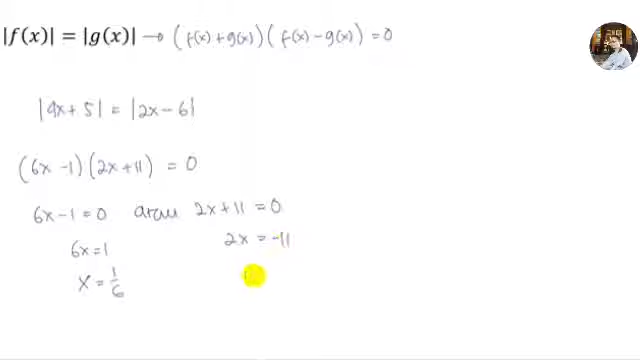 |f(x)| = |g(x)| → (f(x) + g(x)) (f(x) - g(x)) = 0
|4x + 5| = |2x - 6|
(6x - 1) (2x + 11) = 0
6x - 1 = 0 atau 2x + 11 = 0
6x = 1 2x = -11
x = 1/6